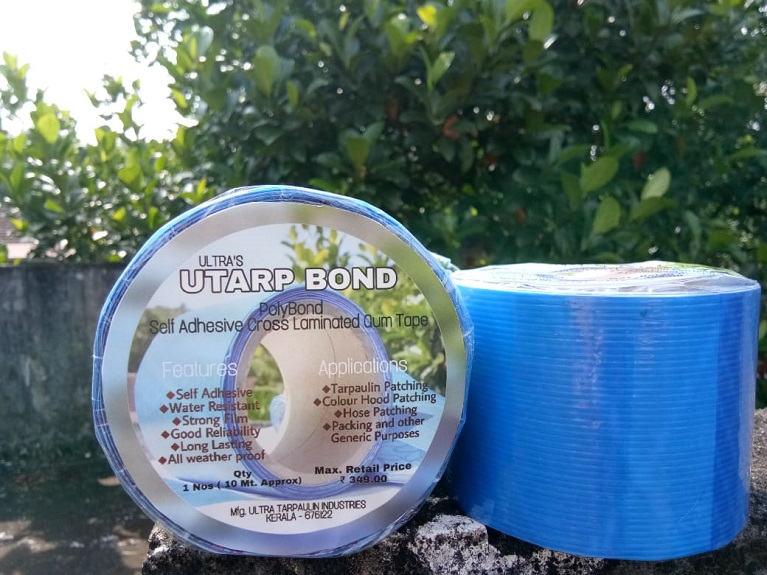 ULTRA'S
UTARP BOND
PolyBond
Self Adhesive Cross Laminated Gum Tape
Features
◆Self Adhesive
◆Water Resistant
◆Strong Film
◆Good Reliability
◆Long Lasting
◆All weather proof
Applications
◆Tarpaulin Patching
◆Colour Hood Patching
◆Hose Patching
◆Packing and other
Generic Purposes
Qty
1 Nos ( 10 Mt. Approx)
Max. Retail Price
₹ 349.00
Mfg. ULTRA TARPAULIN INDUSTRIES
KERALA - 676122